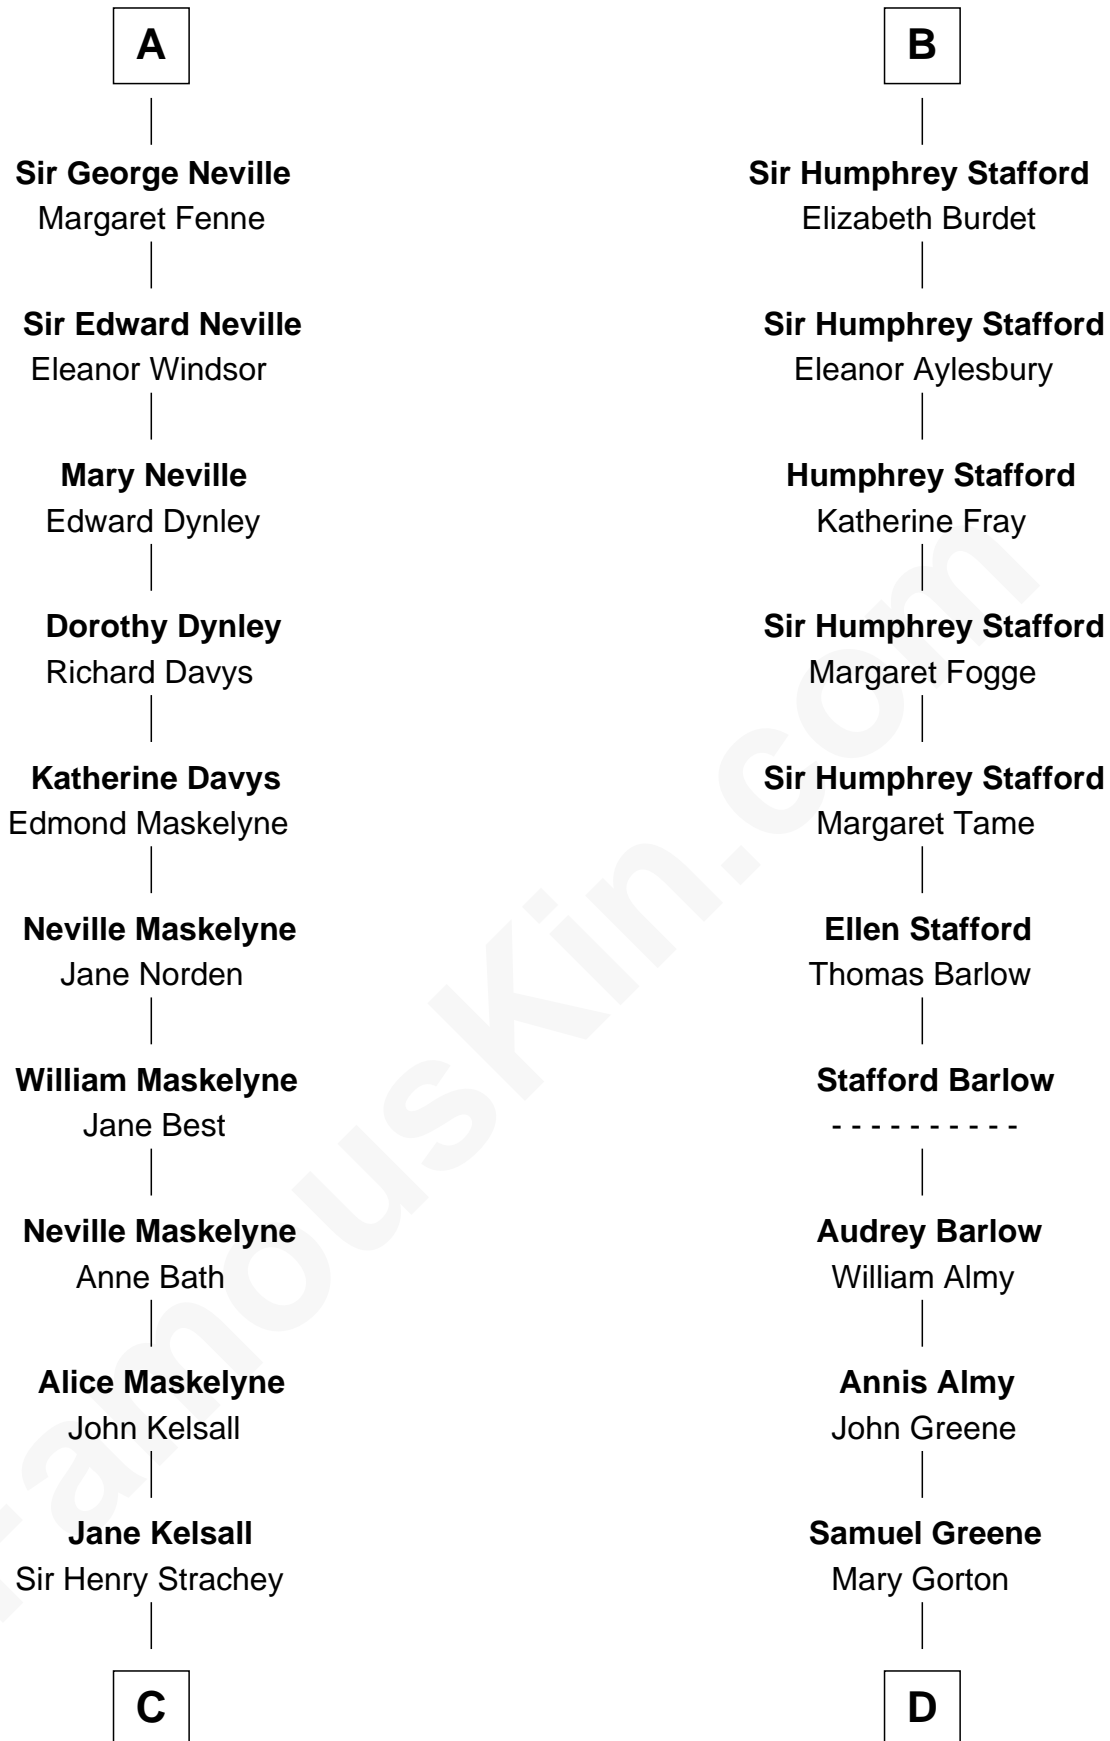 A
Sir George Neville
Margaret Fenne
Sir Edward Neville
Eleanor Windsor
Mary Neville
Edward Dynley
Dorothy Dynley
Richard Davys
Katherine Davys
Edmond Maskelyne
Neville Maskelyne
Jane Norden
William Maskelyne
Jane Best
Neville Maskelyne
Anne Bath
Alice Maskelyne
John Kelsall
Jane Kelsall
Sir Henry Strachey
C
B
Sir Humphrey Stafford
Elizabeth Burdet
Sir Humphrey Stafford
Eleanor Aylesbury
Humphrey Stafford
Katherine Fray
Sir Humphrey Stafford
Margaret Fogge
Sir Humphrey Stafford
Margaret Tame
Ellen Stafford
Thomas Barlow
Stafford Barlow
- - - - - - - - - -
Audrey Barlow
William Almy
Annis Almy
John Greene
Samuel Greene
Mary Gorton
D
FamousKin.com